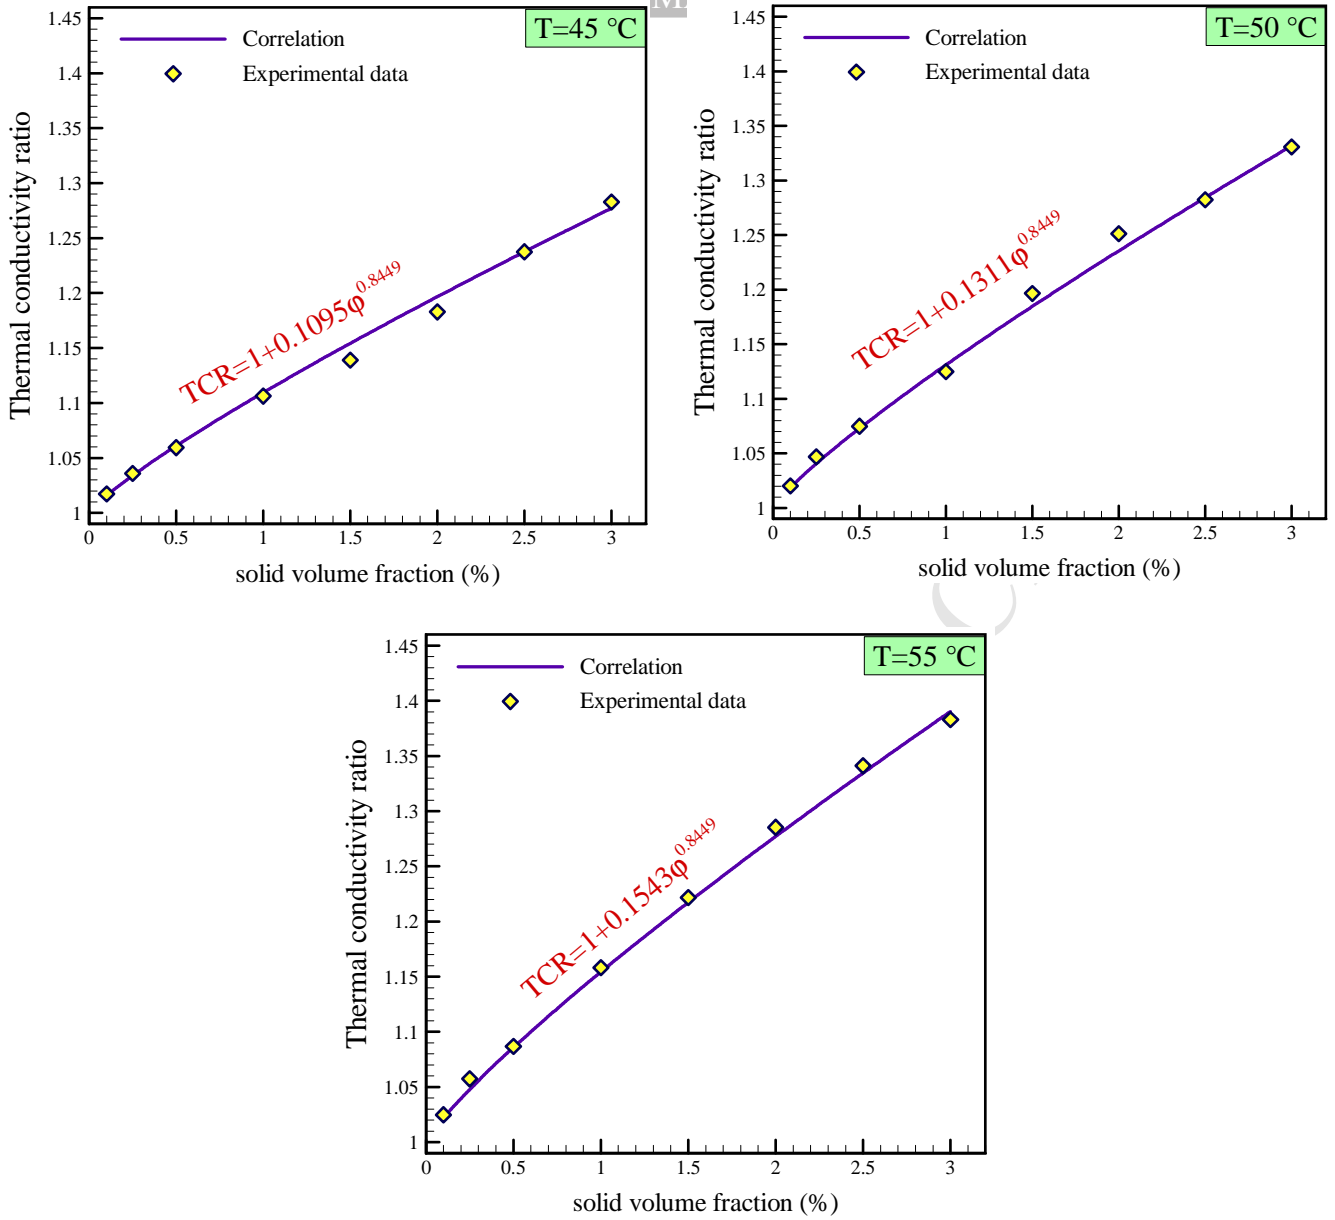 T=45 °C
Correlation
Experimental data
1.45
1.4
1.35
1.3
1.25
1.2
1.15
1.1
1.05
1
Thermal conductivity ratio
TCR=1+0.1095φ^0.8449
0 0.5 1 1.5 2 2.5 3
solid volume fraction (%)
T=50 °C
Correlation
Experimental data
1.45
1.4
1.35
1.3
1.25
1.2
1.15
1.1
1.05
1
Thermal conductivity ratio
TCR=1+0.1311φ^0.8449
0 0.5 1 1.5 2 2.5 3
solid volume fraction (%)
T=55 °C
Correlation
Experimental data
1.45
1.4
1.35
1.3
1.25
1.2
1.15
1.1
1.05
1
Thermal conductivity ratio
TCR=1+0.1543φ^0.8449
0 0.5 1 1.5 2 2.5 3
solid volume fraction (%)